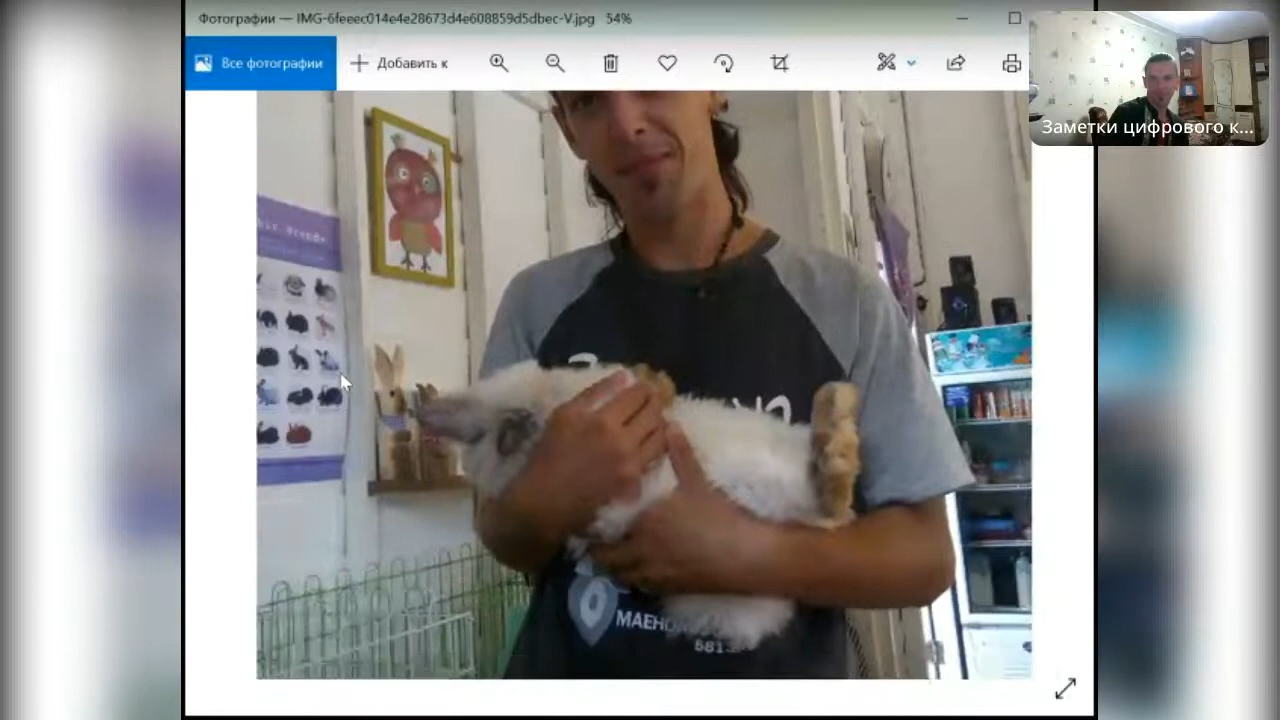 Фотографии — IMG-6feeec014e4e28673d4e608859d5dbec-V.jpg 54%
Все фотографии
Добавить к
Заметки цифрового к...